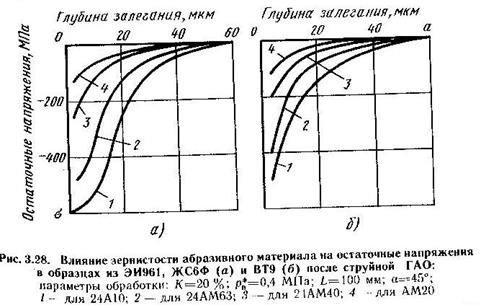 Глубина залегания, мкм
Глубина залегания, мкм
0 20 40 60
0 20 40 а
Остаточные напряжения, МПа
-200
-400
б
4
3
2
1
4
3
2
1
а)
б)
Рис. 3.28. Влияние зернистости абразивного материала на остаточные напряжения
в образцах из ЭИ961, ЖС6Ф (а) и ВТ9 (б) после струйной ГАО:
параметры обработки: K=20 %; р*=0,4 МПа; L=100 мм; α=45°;
1 - для 24А10; 2 — для 24АМ63; 3 — для 21АМ40; 4 - для АМ20